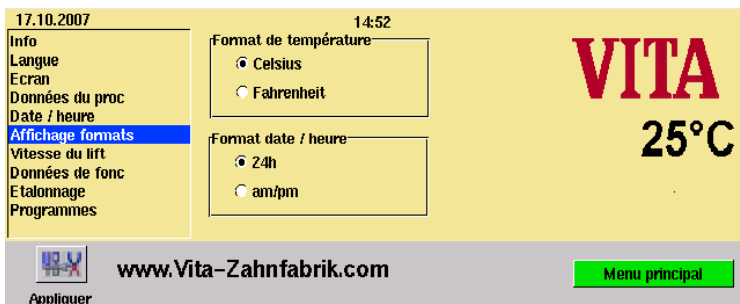 17.10.2007
14:52
Info
Langue
Ecran
Données du proc
Date / heure
Affichage formats
Vitesse du lift
Données de fonc
Etalonnage
Programmes
Format de température
Celsius
Fahrenheit
Format date / heure
24h
am/pm
VITA
25°C
Appliquer
www.Vita-Zahnfabrik.com
Menu principal